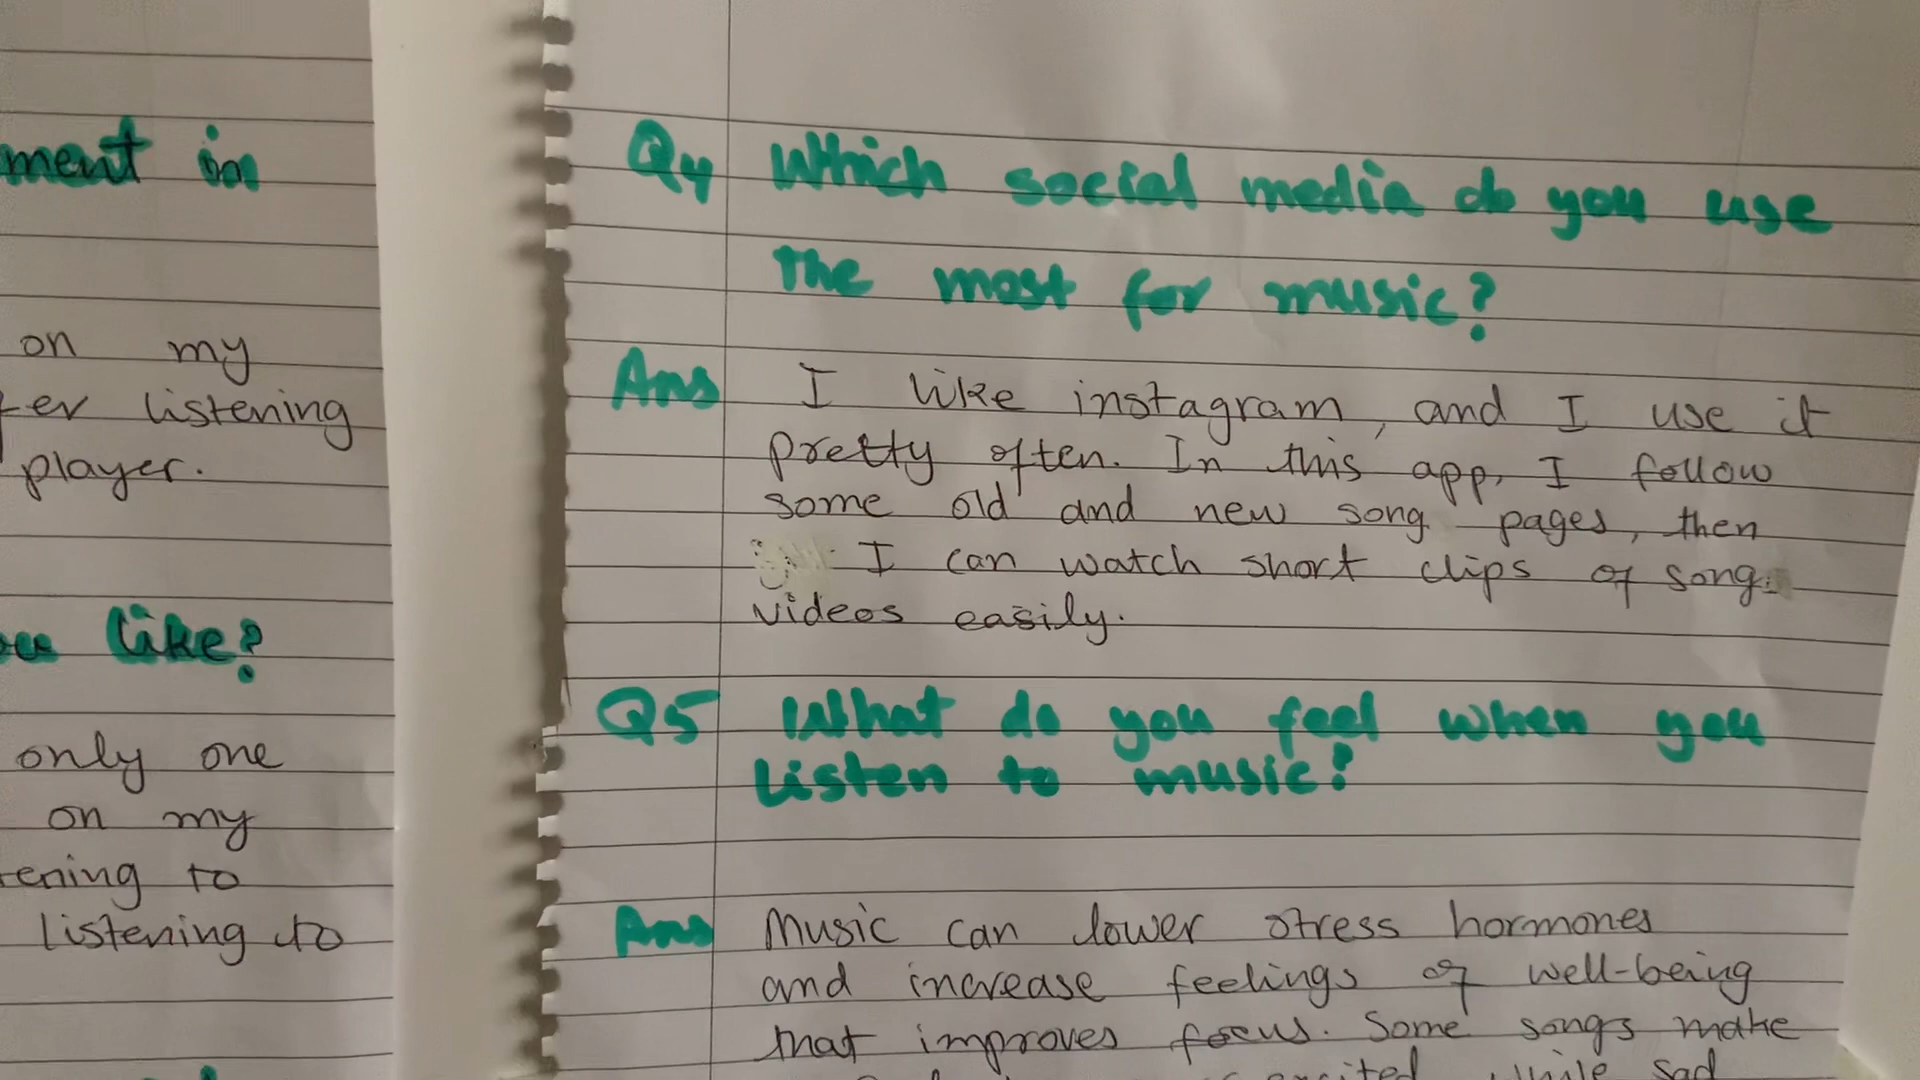 ment in
on my
listening
player.
like?
only one
on my
to
listening to
Q4 Which social media do you use
the most for music?
Ans I like instagram, and I use it
pretty often. In this app, I follow
some old and new song pages, then
I can watch short clips of song
videos easily.
Q5 What do you feel when you
listen to music?
Ans Music can lower stress hormones
and increase feelings of well-being
that improves focus. Some songs make
while sad